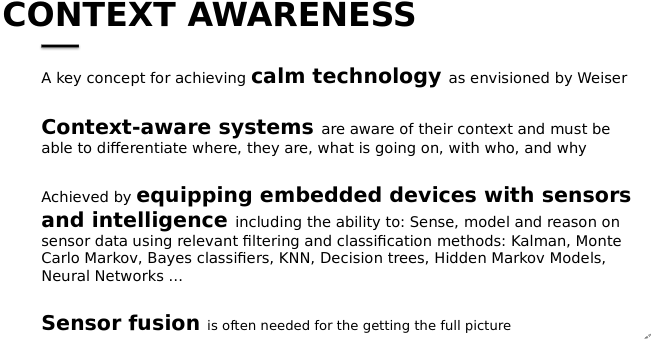 CONTEXT AWARENESS
A key concept for achieving calm technology as envisioned by Weiser
Context-aware systems are aware of their context and must be
able to differentiate where, they are, what is going on, with who, and why
Achieved by equipping embedded devices with sensors
and intelligence including the ability to: Sense, model and reason on
sensor data using relevant filtering and classification methods: Kalman, Monte
Carlo Markov, Bayes classifiers, KNN, Decision trees, Hidden Markov Models,
Neural Networks …
Sensor fusion is often needed for the getting the full picture